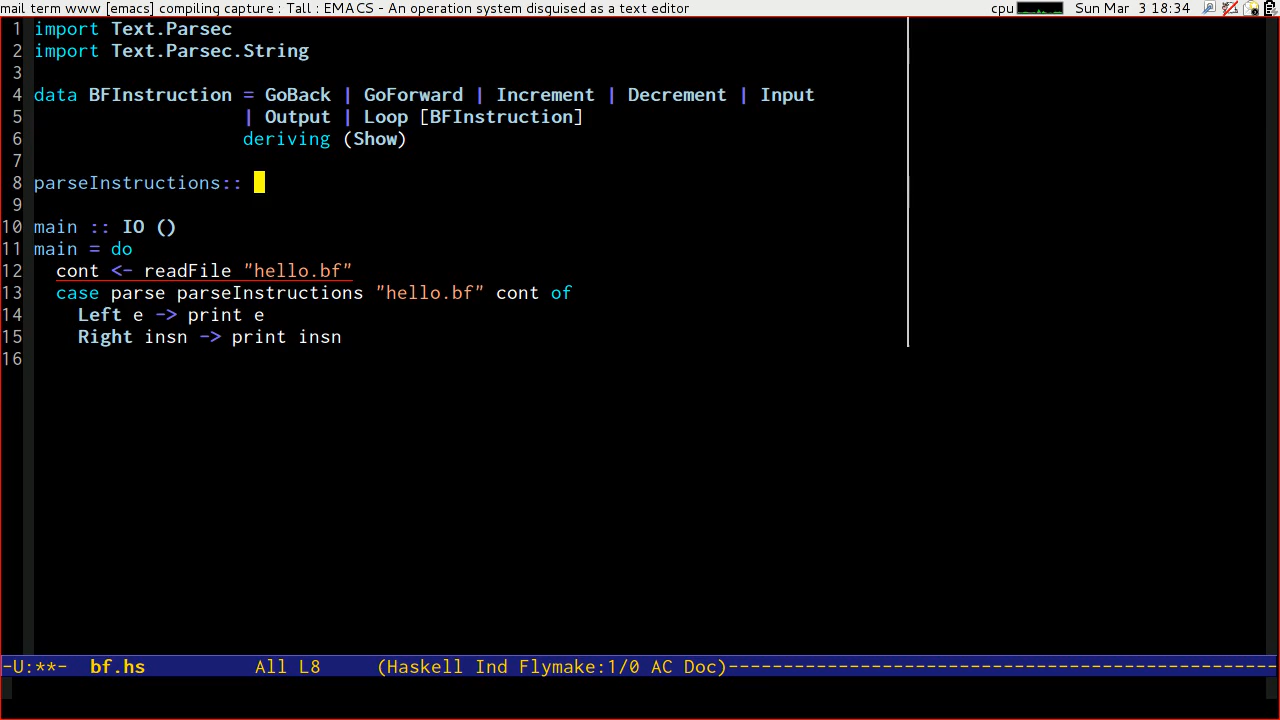 mail term www [emacs] compiling capture : Tall : EMACS - An operation system disguised as a text editor cpu Sun Mar 3 18:34
1 import Text.Parsec
2 import Text.Parsec.String
3
4 data BFInstruction = GoBack | GoForward | Increment | Decrement | Input
5                    | Output | Loop [BFInstruction]
6                    deriving (Show)
7
8 parseInstructions::
9
10 main :: IO ()
11 main = do
12   cont <- readFile "hello.bf"
13   case parse parseInstructions "hello.bf" cont of
14     Left e -> print e
15     Right insn -> print insn
16
-U:**-  bf.hs          All L8     (Haskell Ind Flymake:1/0 AC Doc)--------------------------------------------------